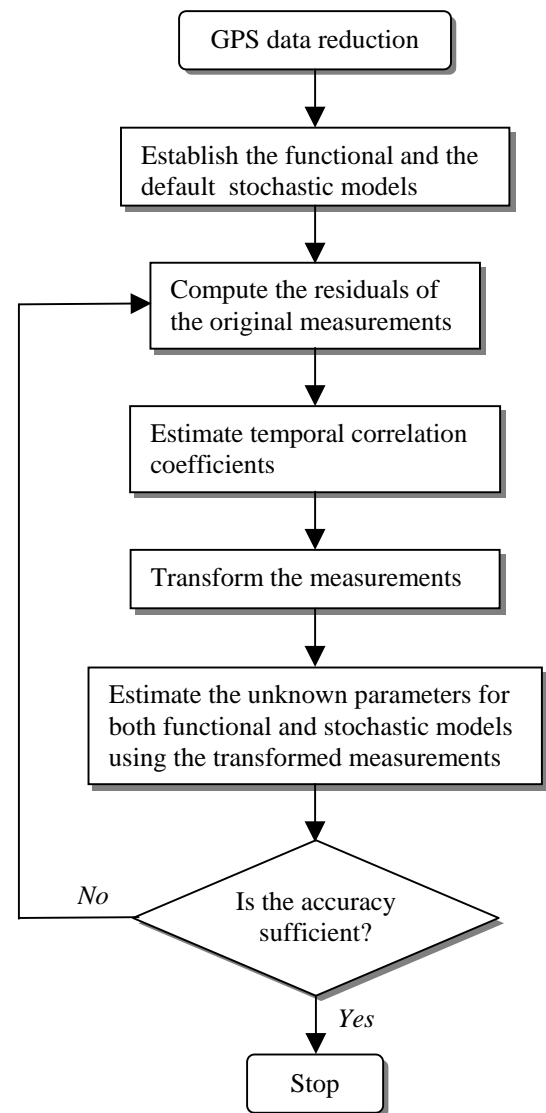 GPS data reduction
Establish the functional and the
default stochastic models
Compute the residuals of
the original measurements
Estimate temporal correlation
coefficients
Transform the measurements
Estimate the unknown parameters for
both functional and stochastic models
using the transformed measurements
No
Is the accuracy
sufficient?
Yes
Stop